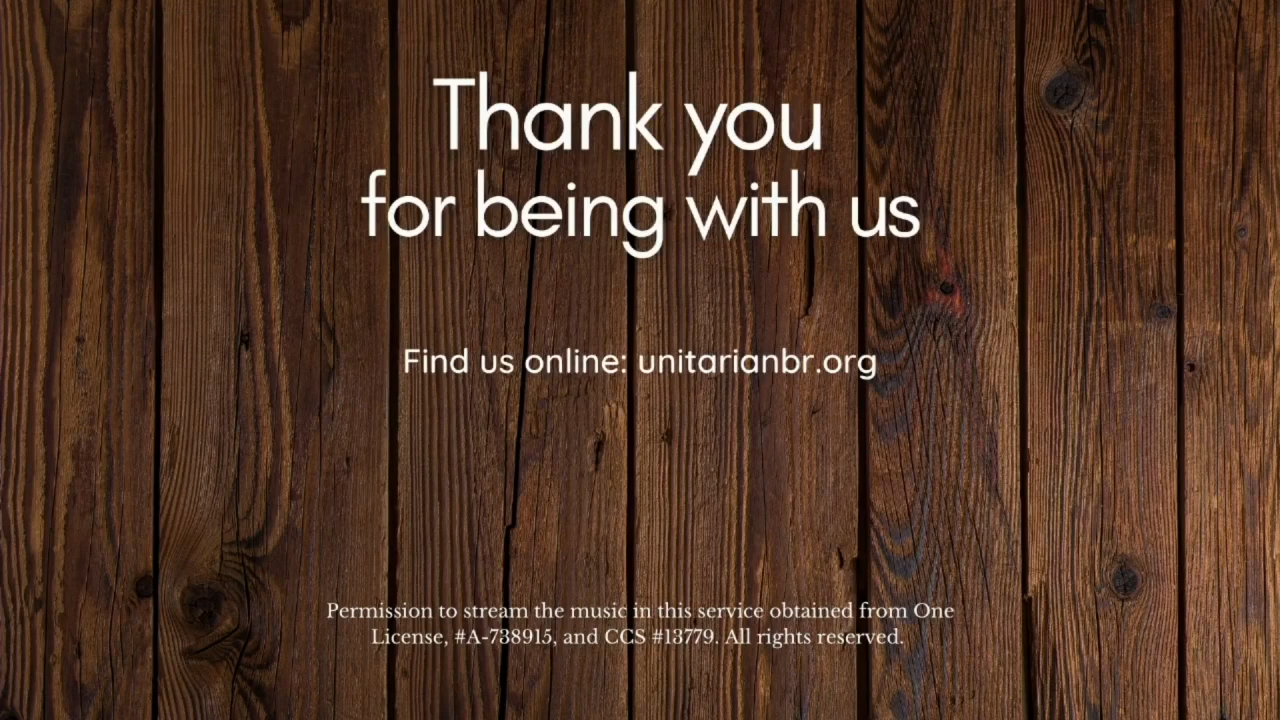 Thank you
for being with us
Find us online: unitarianbr.org
Permission to stream the music in this service obtained from One
License, #A-738915, and CCS #13779. All rights reserved.